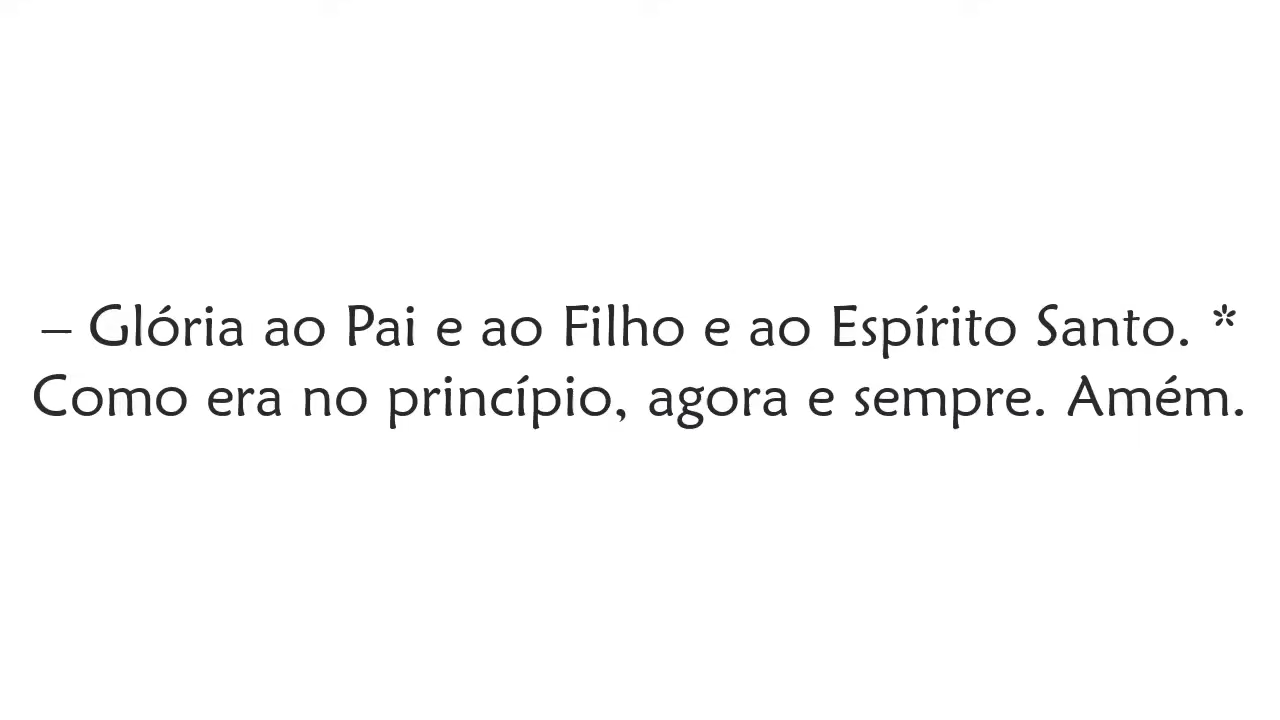 – Glória ao Pai e ao Filho e ao Espírito Santo. *
Como era no princípio, agora e sempre. Amém.